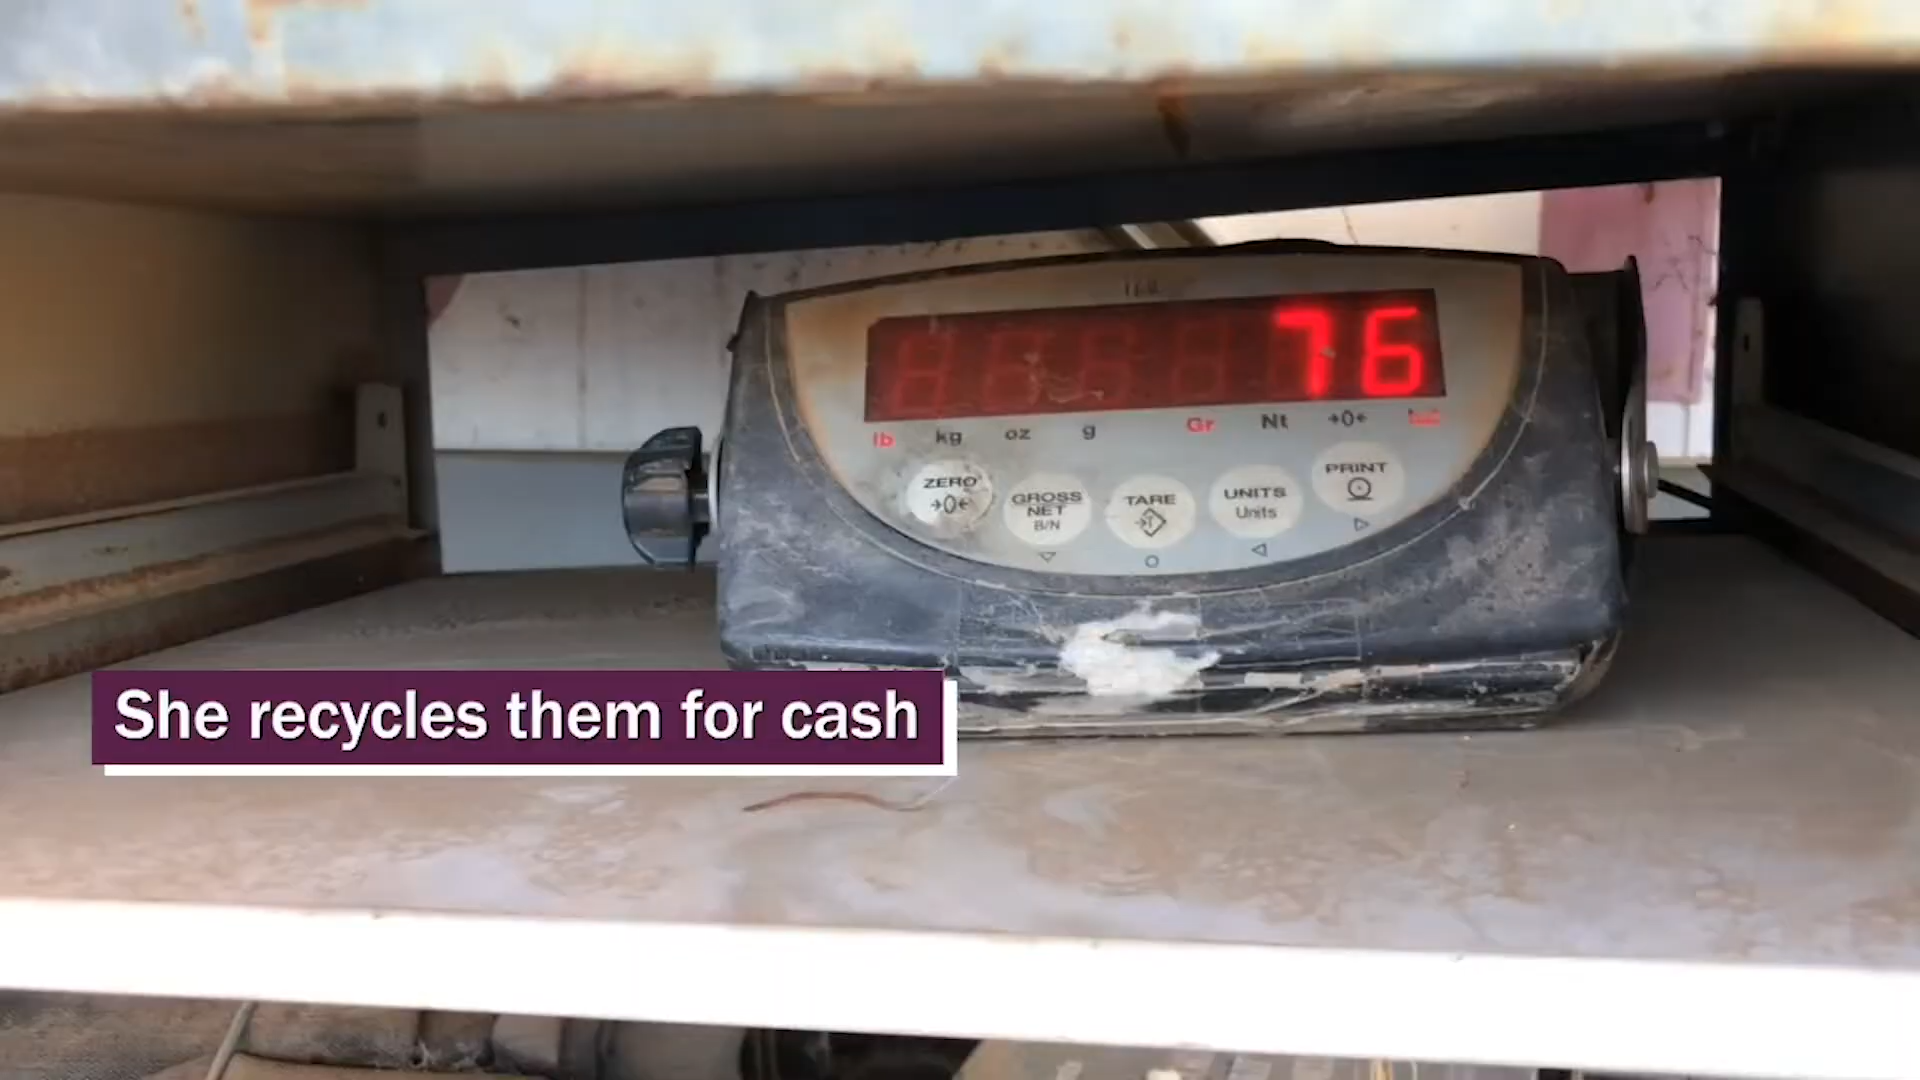 76
lb kg oz g Gr Nt →0←
ZERO
→0←
GROSS
NET
B/N
TARE
T
UNITS
Units
PRINT
She recycles them for cash